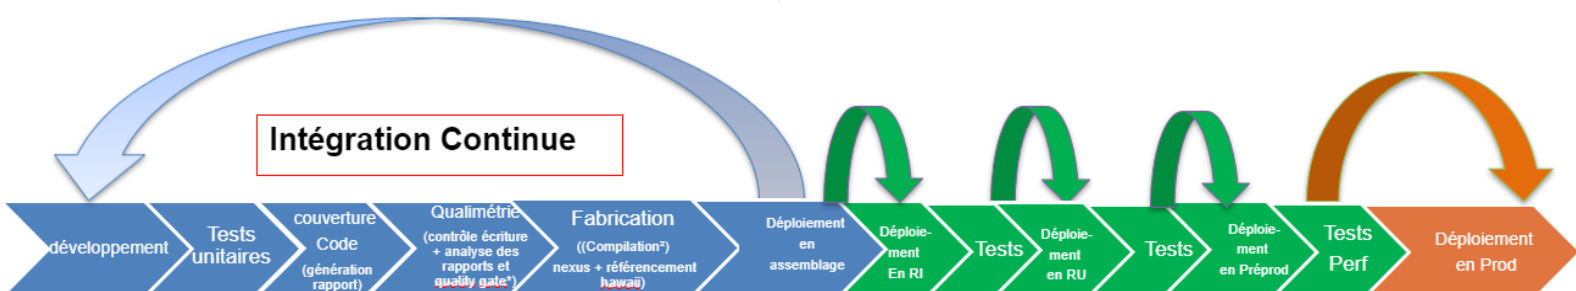 Intégration Continue
développement
Tests
unitaires
couverture
Code
(génération
rapport)
Qualimétrie
(contrôle écriture
+ analyse des
rapports et
quality gate*)
Fabrication
((Compilation²)
nexus + référencement
hawaü)
Déploiement
en
assemblage
Déploie-
ment
En RI
Tests
Déploie-
ment
en RU
Tests
Déploie-
ment
en Préprod
Tests
Perf
Déploiement
en Prod